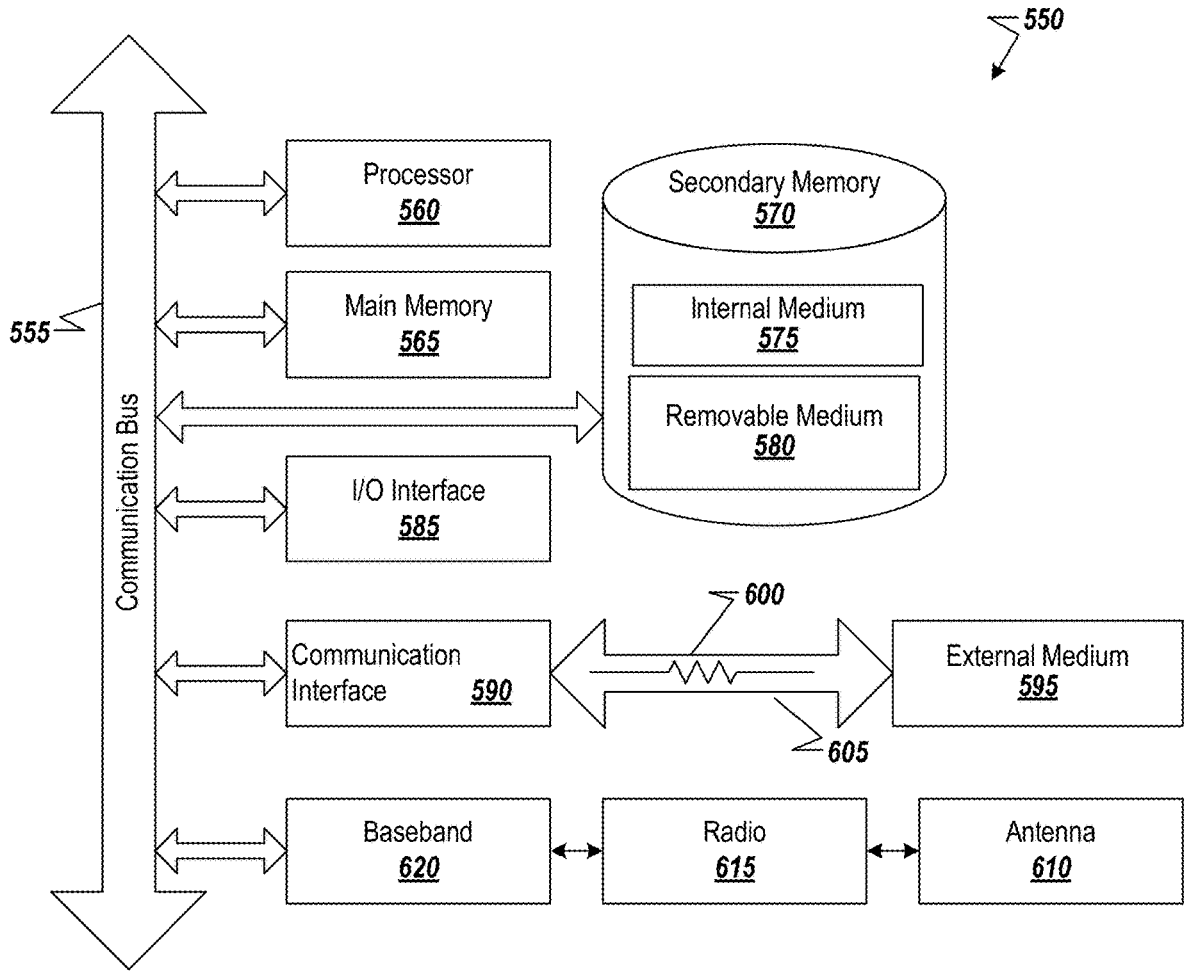 550
Processor
560
Secondary Memory
570
Main Memory
565
Internal Medium
575
555
Removable Medium
580
Communication Bus
I/O Interface
585
600
Communication
Interface 590
External Medium
595
605
Baseband
620
Radio
615
Antenna
610